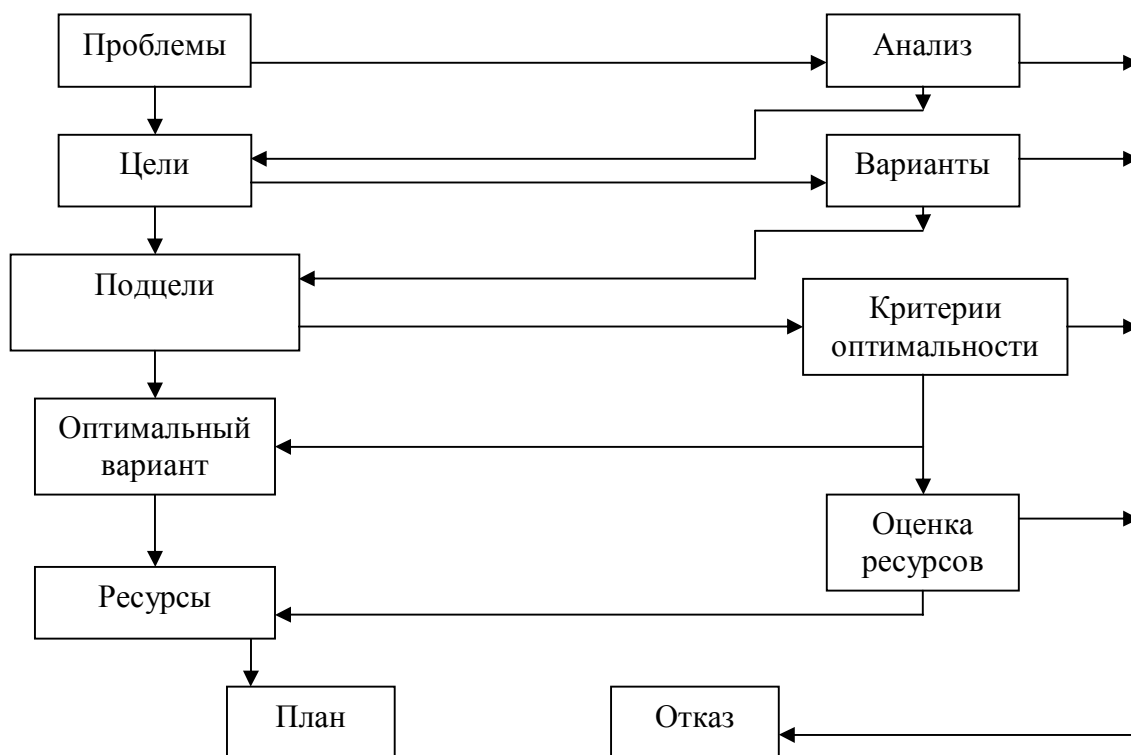 Проблемы
Анализ
Цели
Варианты
Подцели
Критерии
оптимальности
Оптимальный
вариант
Оценка
ресурсов
Ресурсы
План
Отказ